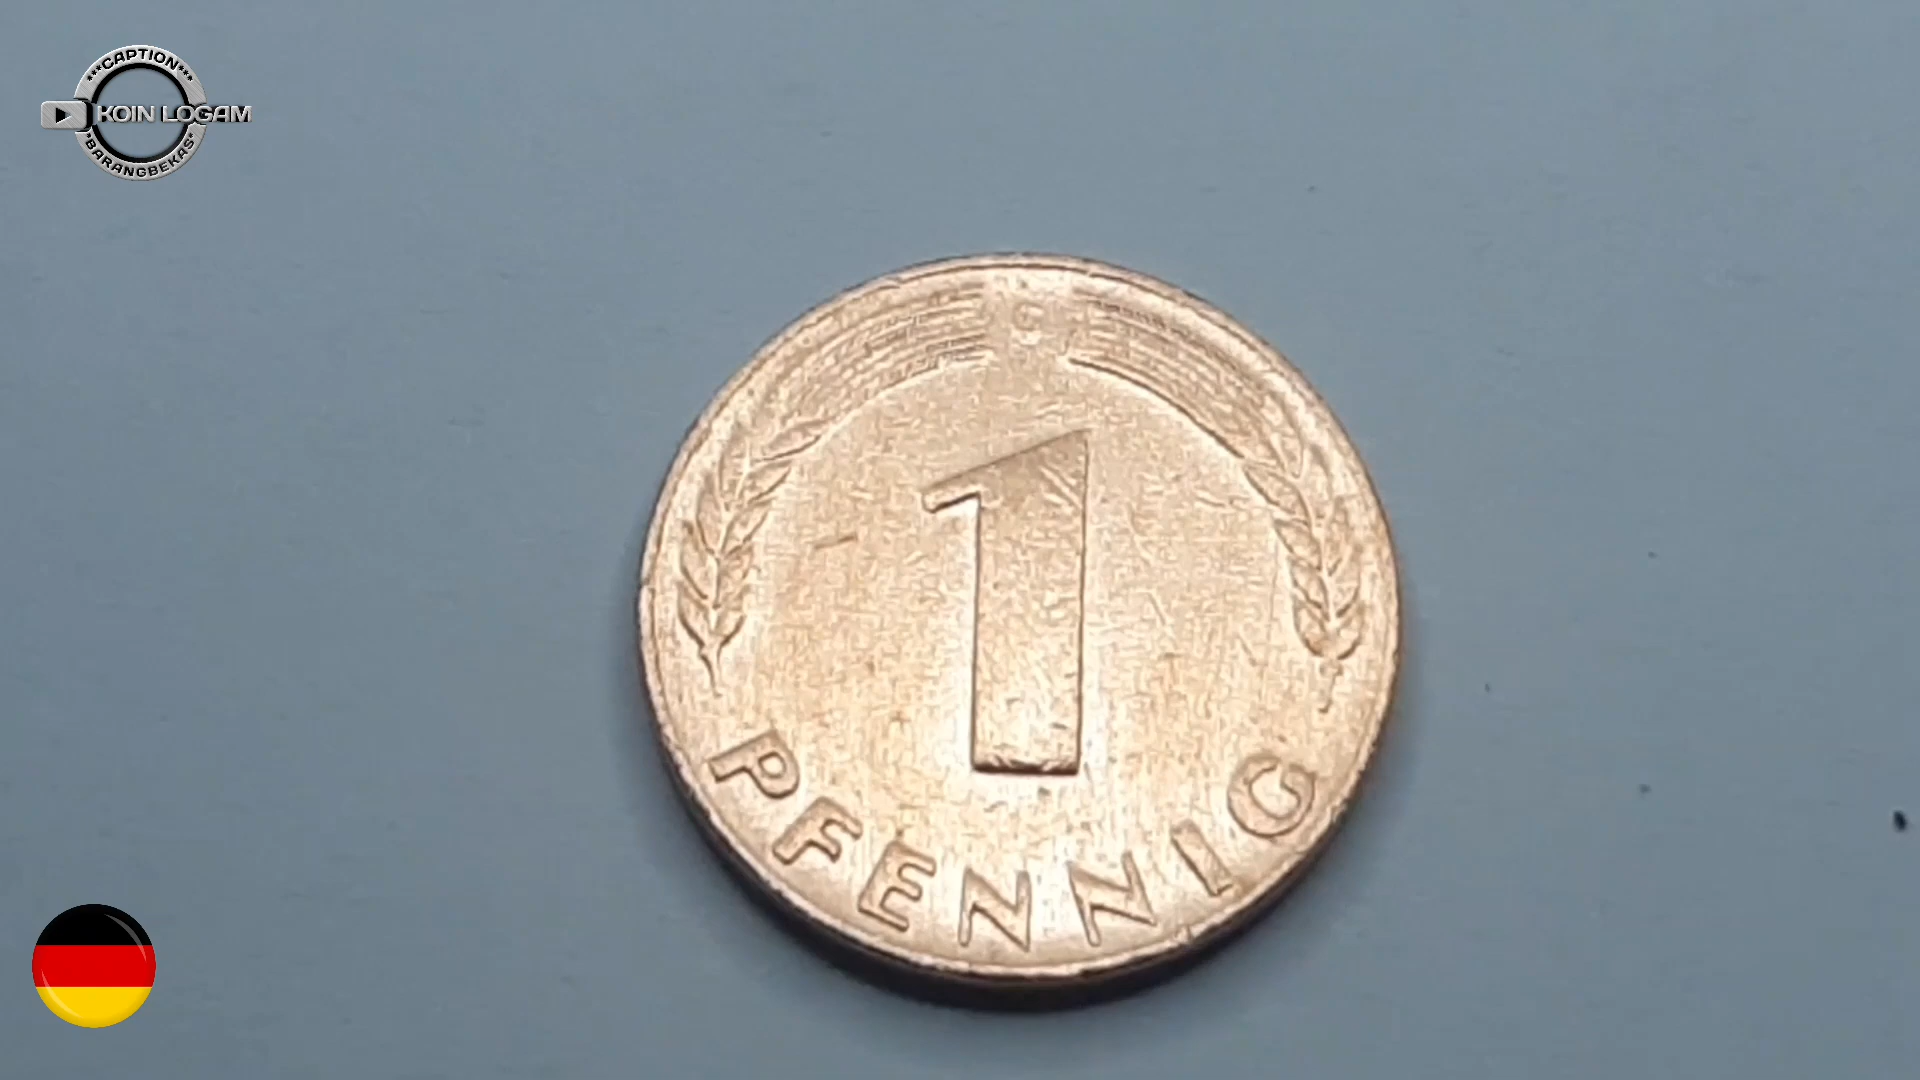 ***CAPTION***
KOIN LOGAM
*BARANGBEKAS*
G
1
PFENNIG